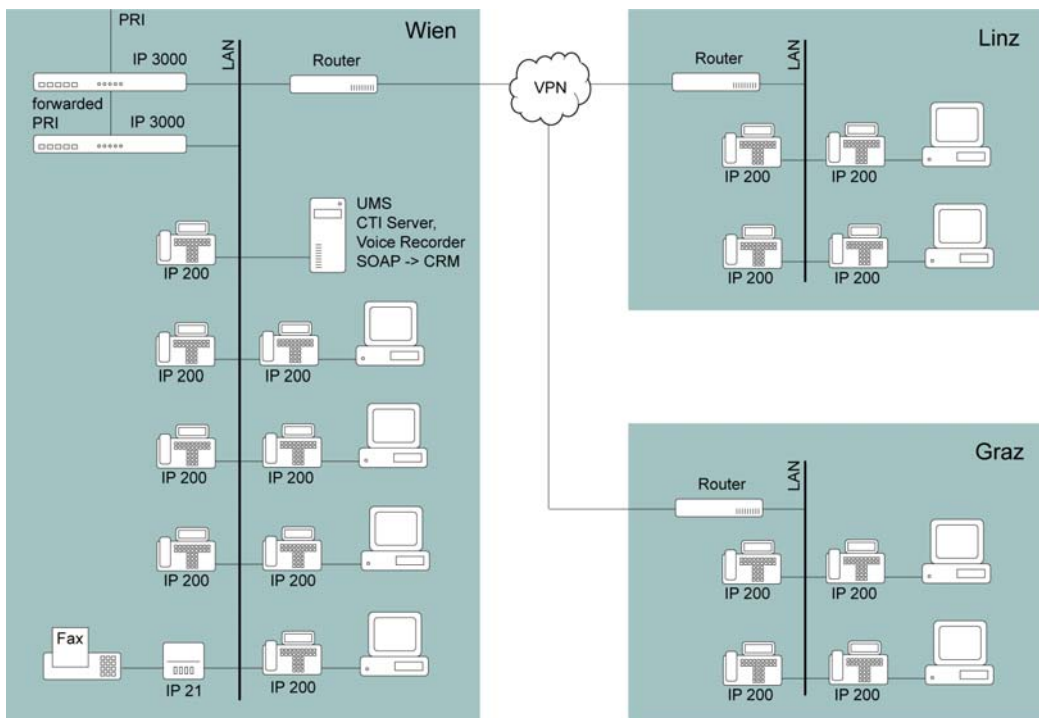 PRI
Wien
IP 3000
LAN
Router
forwarded
PRI
IP 3000
UMS
CTI Server,
Voice Recorder
SOAP -> CRM
IP 200
IP 200
IP 200
IP 200
IP 200
IP 200
IP 200
Fax
IP 21
IP 200
VPN
Linz
Router
LAN
IP 200
IP 200
IP 200
IP 200
Graz
Router
LAN
IP 200
IP 200
IP 200
IP 200